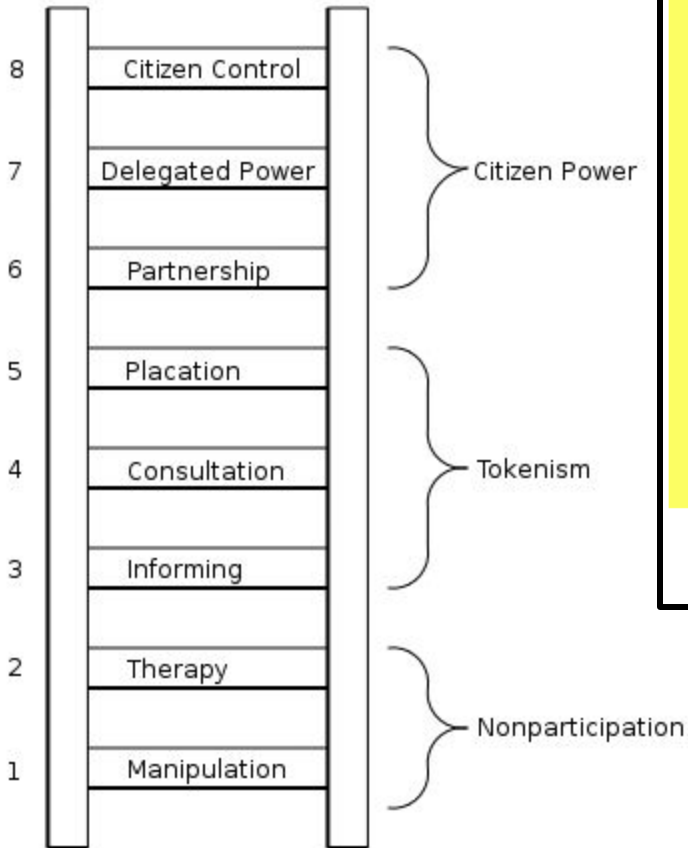 8 Citizen Control
7 Delegated Power Citizen Power
6 Partnership
5 Placation
4 Consultation Tokenism
3 Informing
2 Therapy
Nonparticipation
1 Manipulation